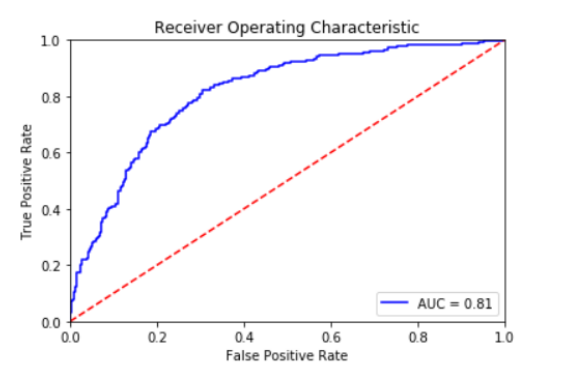 Receiver Operating Characteristic
1.0
0.8
0.6
0.4
0.2
0.0
True Positive Rate
AUC = 0.81
0.0 0.2 0.4 0.6 0.8 1.0
False Positive Rate